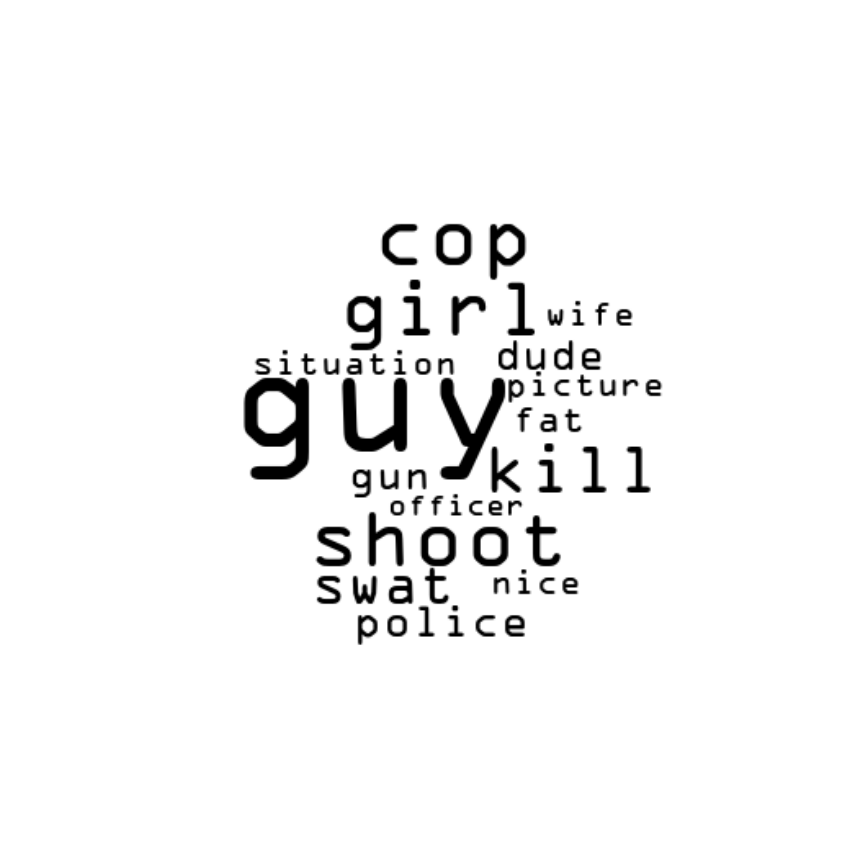 cop
girl wife
situation dude
guy picture
fat
gun kill
officer
shoot
swat nice
police